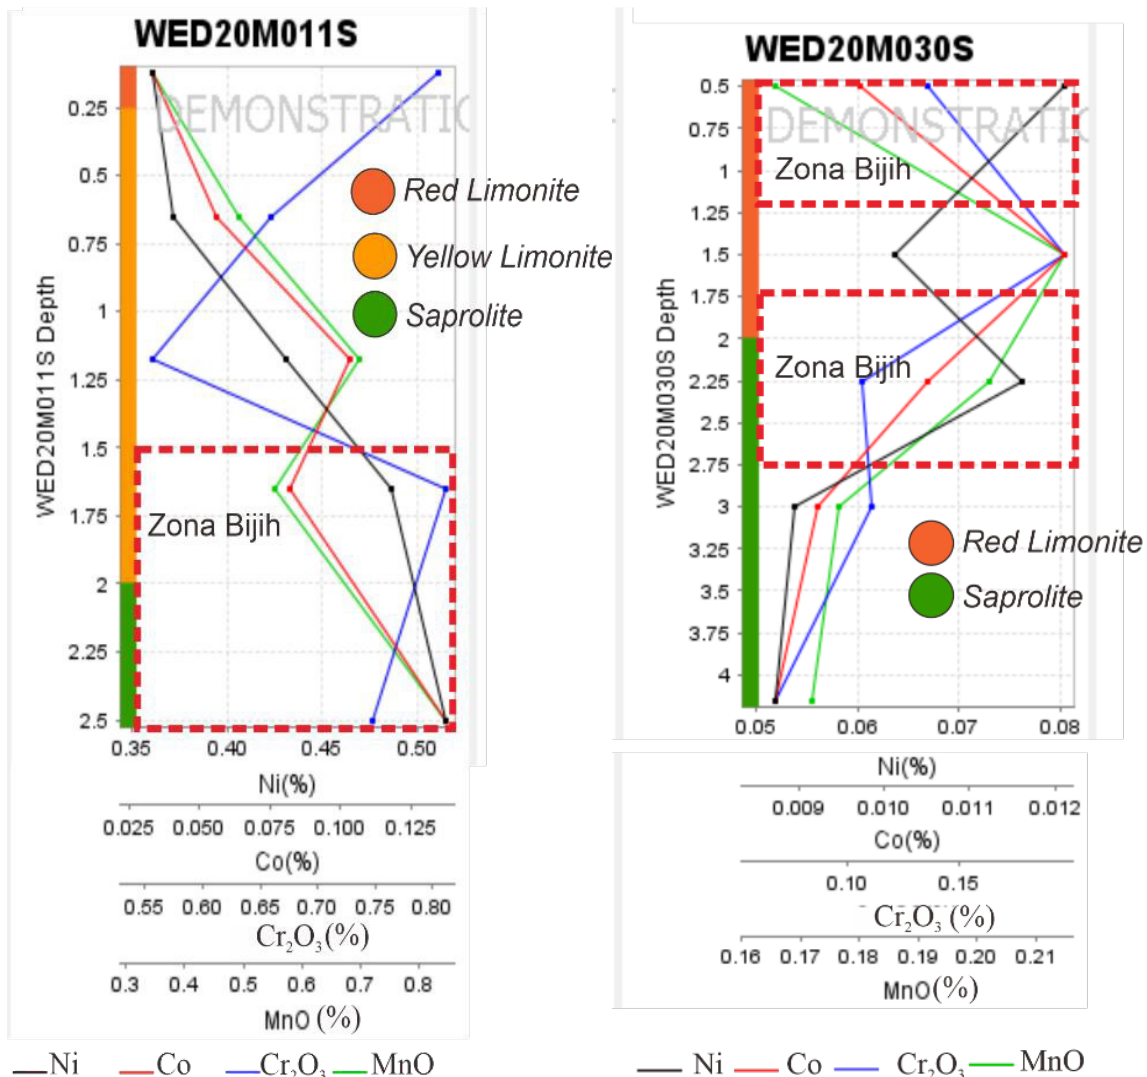 WED20M011S
DEMONSTRATIO
0.25
0.5
0.75
1
1.25
1.5
1.75
2
2.25
2.5
WED20M011S Depth
Red Limonite
Yellow Limonite
Saprolite
Zona Bijih
0.35 0.40 0.45 0.50
Ni(%)
0.025 0.050 0.075 0.100 0.125
Co(%)
0.55 0.60 0.65 0.70 0.75 0.80
Cr₂O₃(%)
0.3 0.4 0.5 0.6 0.7 0.8
MnO (%)
Ni Co Cr₂O₃ MnO
WED20M030S
DEMONSTRATIO
0.5
0.75
1
1.25
1.5
1.75
2
2.25
2.5
2.75
3
3.25
3.5
3.75
4
WED20M030S Depth
Zona Bijih
Zona Bijih
Red Limonite
Saprolite
0.05 0.06 0.07 0.08
Ni(%)
0.009 0.010 0.011 0.012
Co(%)
0.10 0.15
Cr₂O₃ (%)
0.16 0.17 0.18 0.19 0.20 0.21
MnO(%)
Ni Co Cr₂O₃ MnO